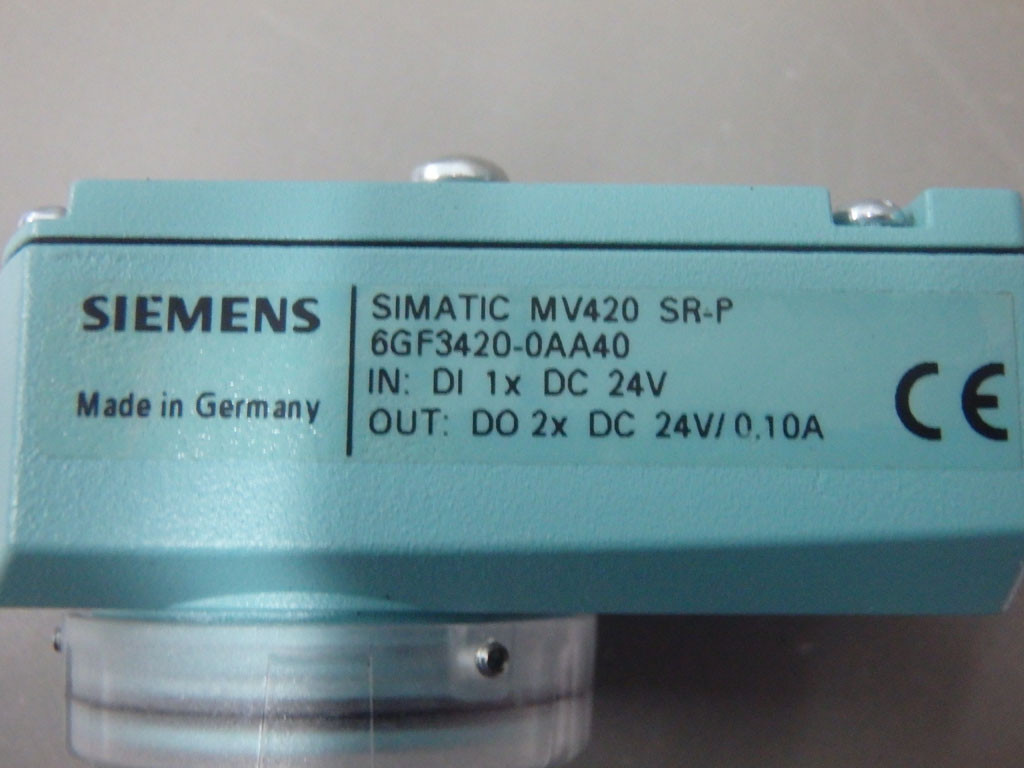 SIEMENS
Made in Germany
SIMATIC MV420 SR-P
6GF3420-0AA40
IN: DI 1x DC 24V
OUT: DO 2x DC 24V/ 0.10A
CE